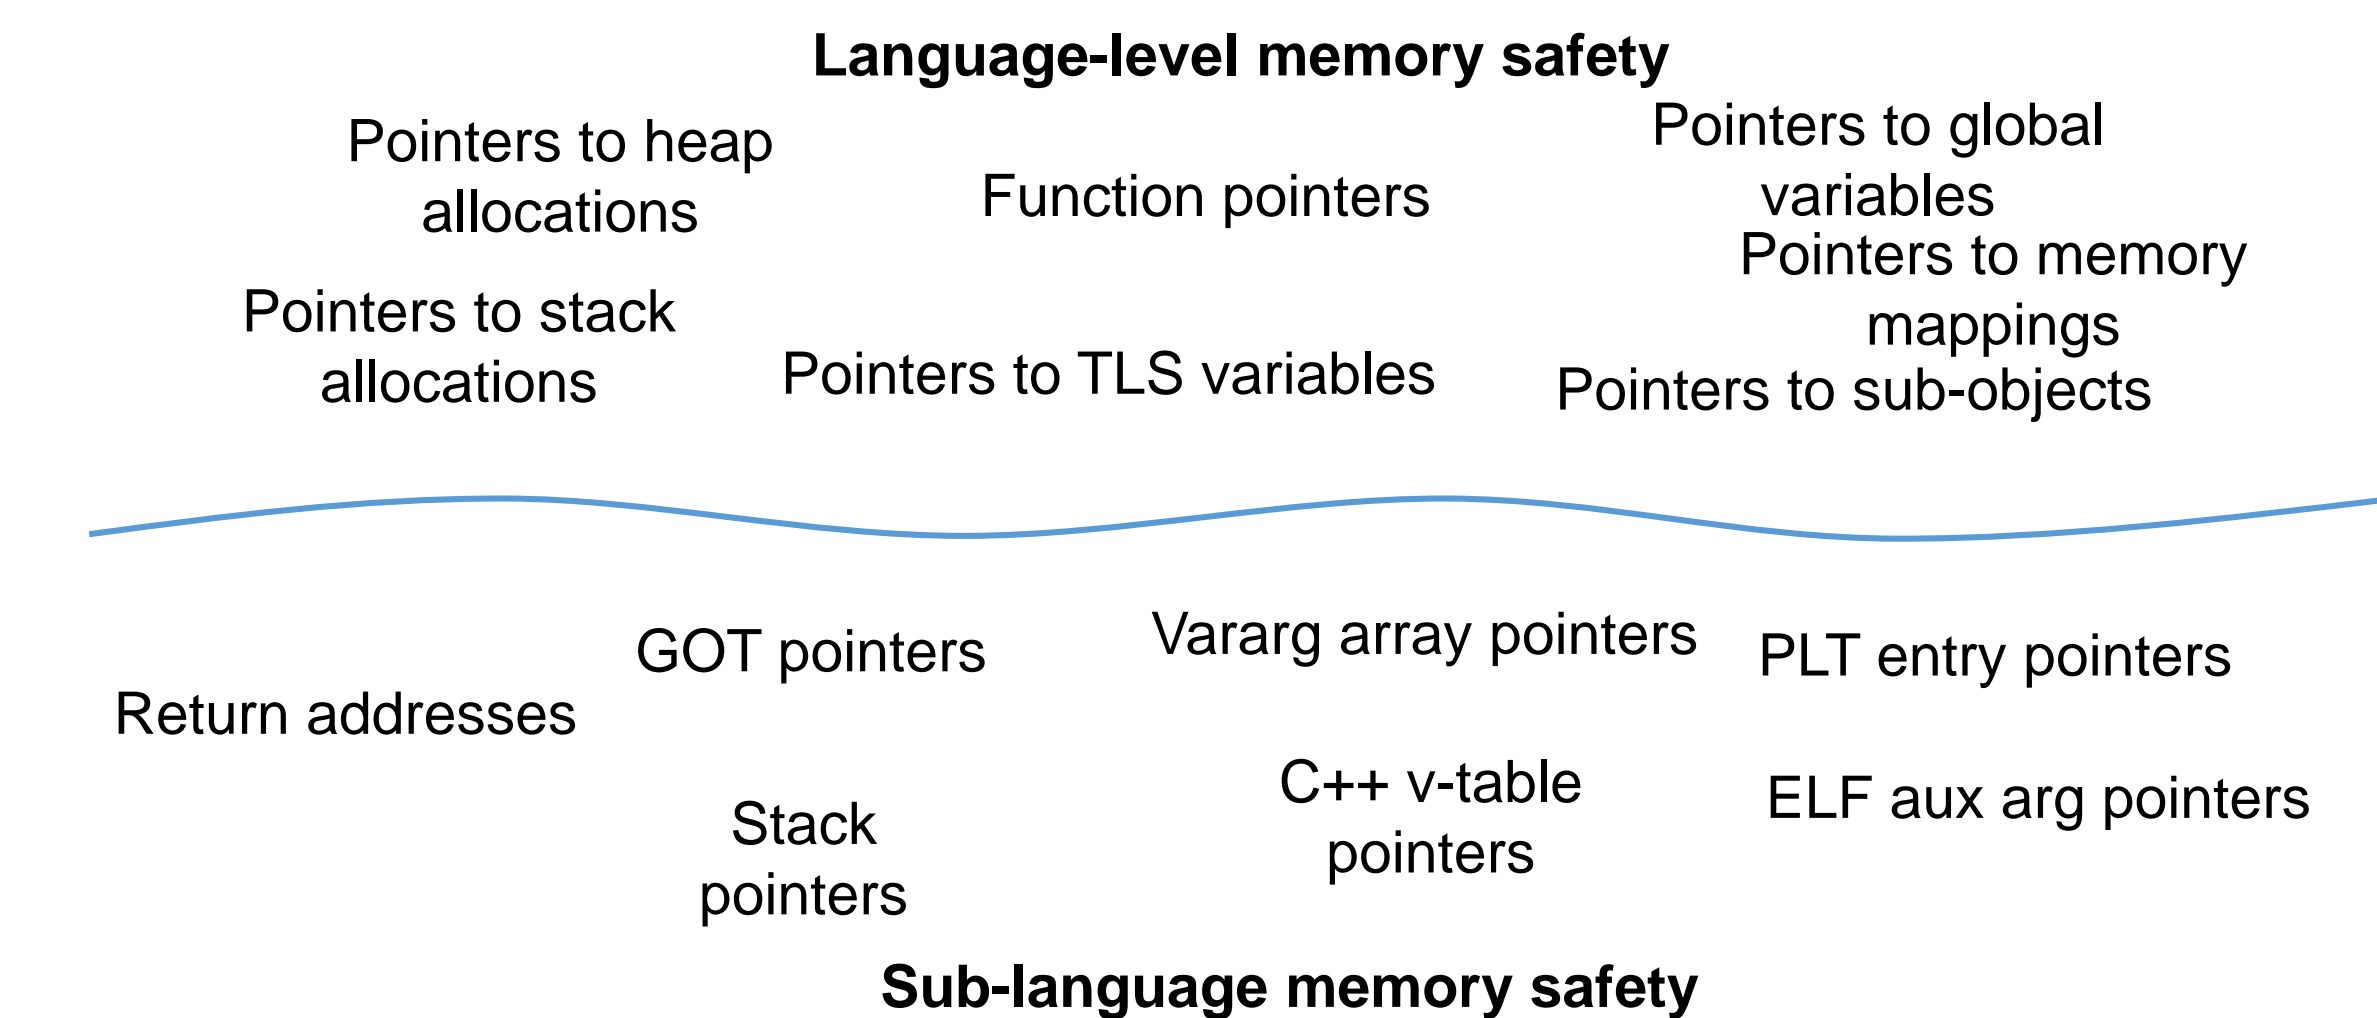 Language-level memory safety
Pointers to heap
allocations
Function pointers
Pointers to global
variables
Pointers to memory
mappings
Pointers to stack
allocations
Pointers to TLS variables
Pointers to sub-objects
GOT pointers
Vararg array pointers
PLT entry pointers
Return addresses
Stack
pointers
C++ v-table
pointers
ELF aux arg pointers
Sub-language memory safety